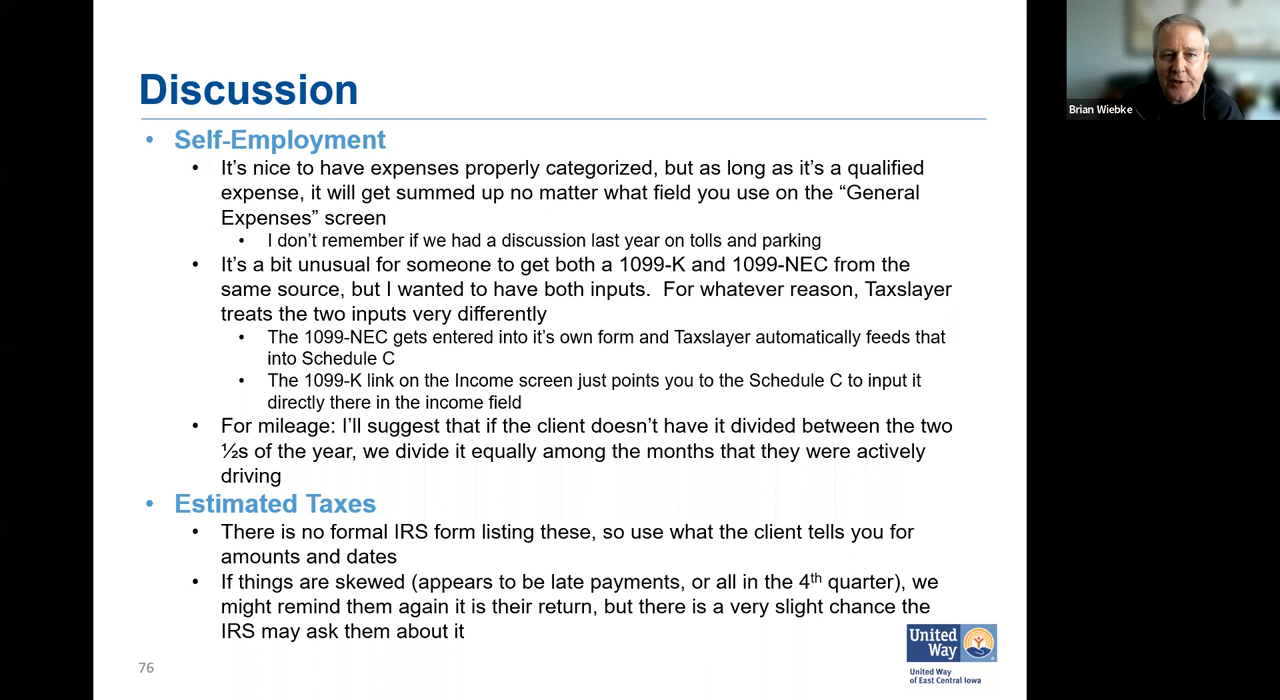 Discussion
• Self-Employment
• It’s nice to have expenses properly categorized, but as long as it’s a qualified
expense, it will get summed up no matter what field you use on the “General
Expenses” screen
• I don’t remember if we had a discussion last year on tolls and parking
• It’s a bit unusual for someone to get both a 1099-K and 1099-NEC from the
same source, but I wanted to have both inputs.  For whatever reason, Taxslayer
treats the two inputs very differently
• The 1099-NEC gets entered into it’s own form and Taxslayer automatically feeds that
into Schedule C
• The 1099-K link on the Income screen just points you to the Schedule C to input it
directly there in the income field
• For mileage: I’ll suggest that if the client doesn’t have it divided between the two
½s of the year, we divide it equally among the months that they were actively
driving
• Estimated Taxes
• There is no formal IRS form listing these, so use what the client tells you for
amounts and dates
• If things are skewed (appears to be late payments, or all in the 4th quarter), we
might remind them again it is their return, but there is a very slight chance the
IRS may ask them about it
76
United
Way
United Way
of East Central Iowa
Brian Wiebke